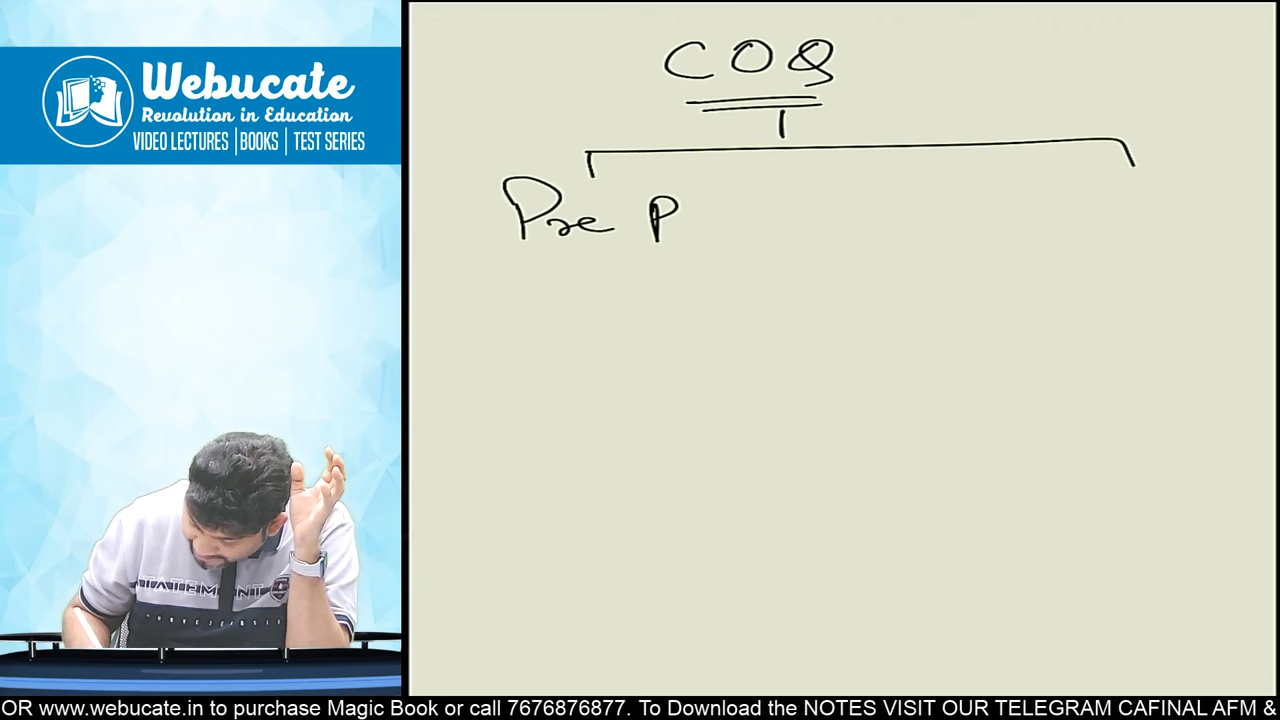 Webucate
Revolution in Education
VIDEO LECTURES | BOOKS | TEST SERIES
COQ
Pre P
TATEMENT
OR www.webucate.in to purchase Magic Book or call 7676876877. To Download the NOTES VISIT OUR TELEGRAM CAFINAL AFM &